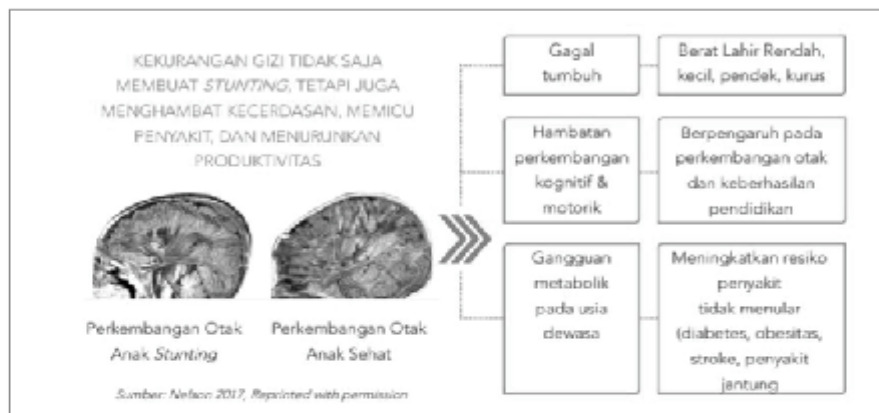 KEKURANGAN GIZI TIDAK SAJA
MEMBUAT STUNTING, TETAPI JUGA
MENGHAMBAT KECERDASAN, MEMICU
PENYAKIT, DAN MENURUNKAN
PRODUKTIVITAS
Perkembangan Otak
Anak Stunting
Perkembangan Otak
Anak Sehat
Sumber: Nelson 2017, Reprinted with permission
Gagal
tumbuh
Berat Lahir Rendah,
kecil, pendek, kurus
Hambatan
perkembangan
kognitif &
motorik
Berpengaruh pada
perkembangan otak
dan keberhasilan
pendidikan
Gangguan
metabolik
pada usia
dewasa
Meningkatkan resiko
penyakit
tidak menular
(diabetes, obesitas,
stroke, penyakit
jantung